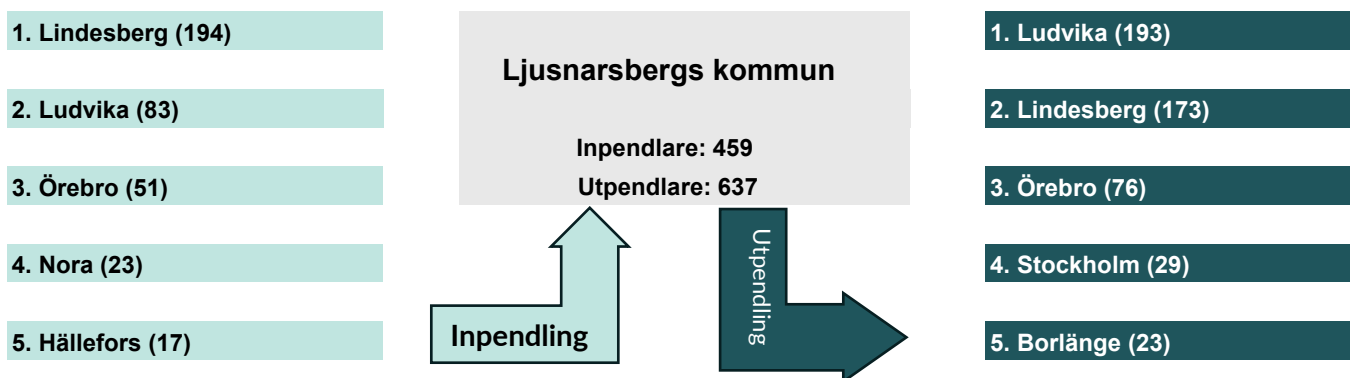 1. Lindesberg (194)
2. Ludvika (83)
3. Örebro (51)
4. Nora (23)
5. Hällefors (17)
Ljusnarsbergs kommun
Inpendlare: 459
Utpendlare: 637
Inpendling
Utpendling
1. Ludvika (193)
2. Lindesberg (173)
3. Örebro (76)
4. Stockholm (29)
5. Borlänge (23)